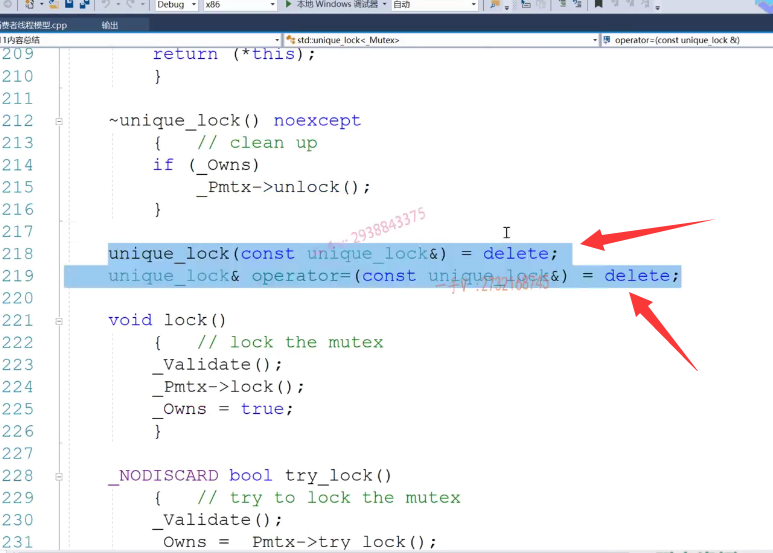 Debug x86 本地 Windows 调试器 自动
消费者线程模型.cpp 输出
11内容总结 std::unique_lock<_Mutex> operator=(const unique_lock &)
209 return (*this);
210 }
211
212 ~unique_lock() noexcept
213 { // clean up
214 if (_Owns)
215 _Pmtx->unlock();
216 }
217
218 unique_lock(const unique_lock&) = delete;
219 unique_lock& operator=(const unique_lock&) = delete;
220
221 void lock()
222 { // lock the mutex
223 _Validate();
224 _Pmtx->lock();
225 _Owns = true;
226 }
227
228 _NODISCARD bool try_lock()
229 { // try to lock the mutex
230 _Validate();
231 _Owns = _Pmtx->try_lock();
2938843375